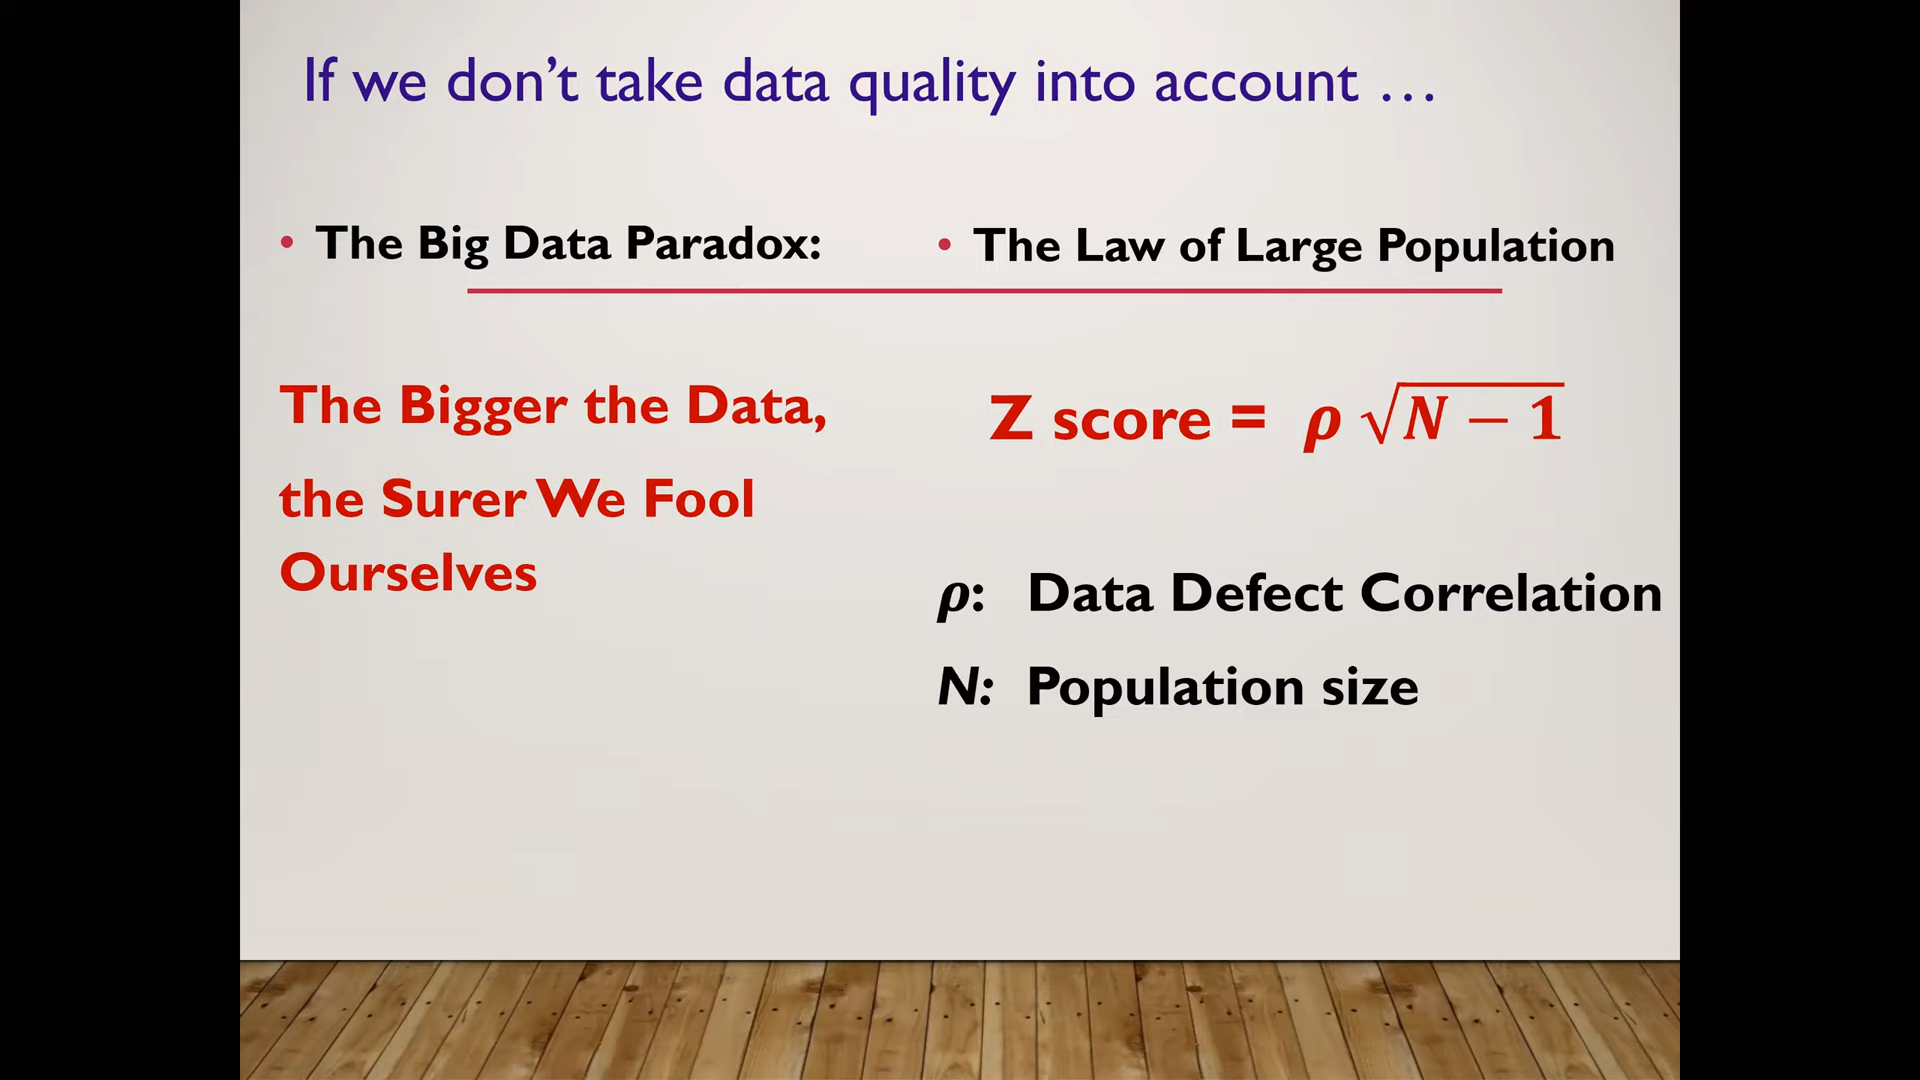 If we don’t take data quality into account …
• The Big Data Paradox:
The Bigger the Data,
the Surer We Fool
Ourselves
• The Law of Large Population
Z score = ρ √N − 1
ρ: Data Defect Correlation
N: Population size